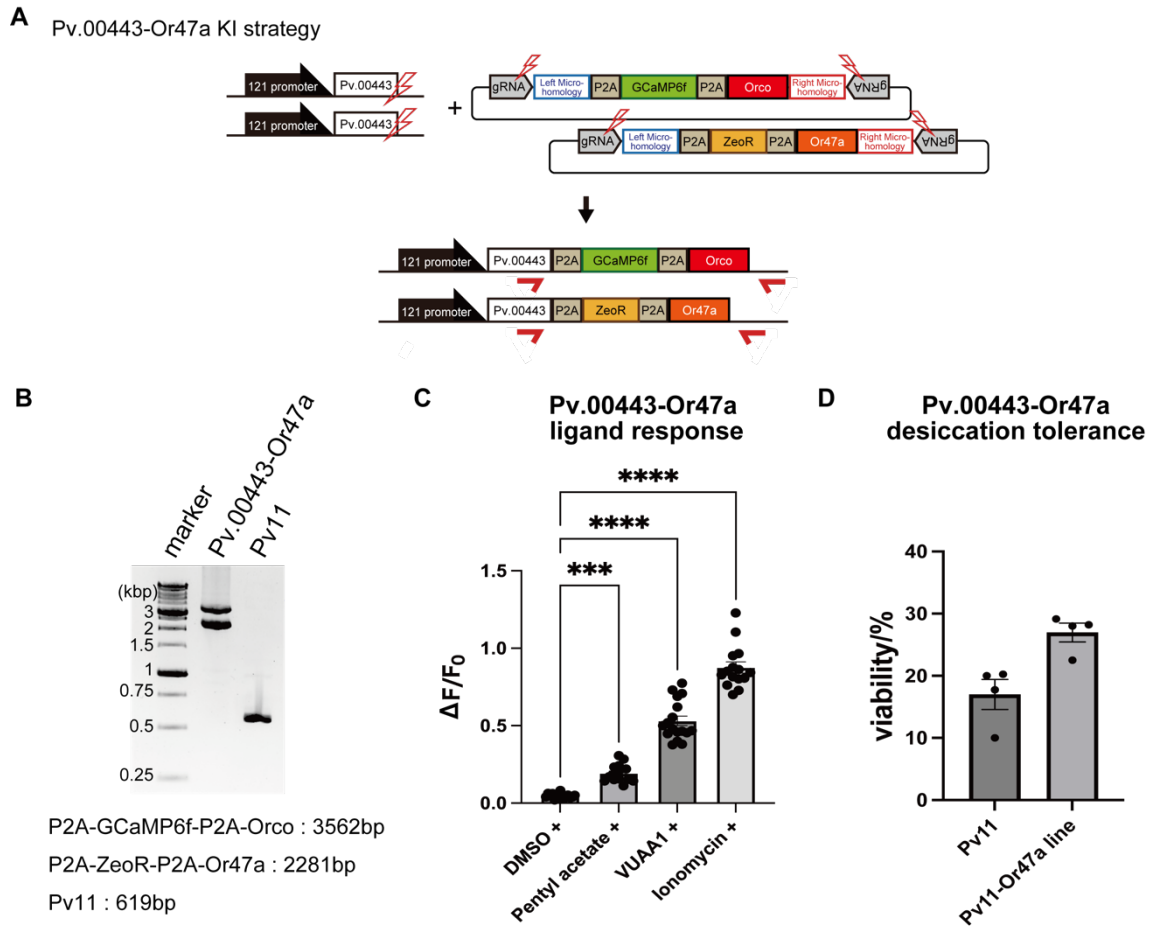 A
Pv.00443-Or47a KI strategy
121 promoter
Pv.00443
121 promoter
Pv.00443
+
gRNA
Left Micro-
homology
P2A
GCaMP6f
P2A
Orco
Right Micro-
homology
gRNA
gRNA
Left Micro-
homology
P2A
ZeoR
P2A
Or47a
Right Micro-
homology
gRNA
121 promoter
Pv.00443
P2A
GCaMP6f
P2A
Orco
121 promoter
Pv.00443
P2A
ZeoR
P2A
Or47a
B
marker
Pv.00443-Or47a
Pv11
(kbp)
3
2
1.5
1
0.75
0.5
0.25
P2A-GCaMP6f-P2A-Orco : 3562bp
P2A-ZeoR-P2A-Or47a : 2281bp
Pv11 : 619bp
C
Pv.00443-Or47a
ligand response
****
****
***
ΔF/F0
1.5
1.0
0.5
0.0
DMSO +
Pentyl acetate +
VUAA1 +
Ionomycin +
D
Pv.00443-Or47a
desiccation tolerance
viability/%
40
30
20
10
0
Pv11
Pv11-Or47a line